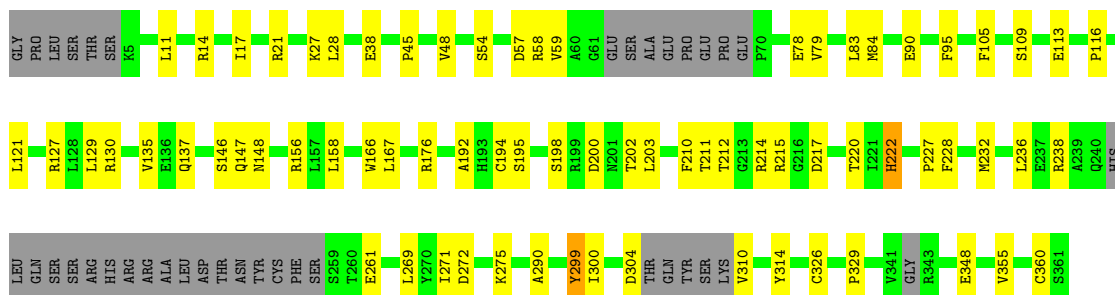 GLY PRO LEU SER THR SER K5 L11 R14 I17 R21 K27 L28 E38 P45 V48 S54 D57 R58 V59 A60 G61 GLU SER ALA GLU PRO GLU PRO GLU P70 E78 V79 L83 M84 E90 F95 F105 S109 E113 P116
L121 R127 L128 L129 R130 V135 E136 Q137 S146 Q147 N148 R156 L157 L158 W166 L167 R176 A192 H193 C194 S195 S198 R199 D200 N201 T202 L203 F210 T211 T212 G213 R214 R215 G216 D217 T220 I221 H222 P227 F228 M232 L236 E237 R238 A239 Q240 HIS
LEU GLN SER SER ARG HIS ARG ARG ALA LEU ASP THR ASN TYR CYS PHE SER S259 T260 E261 L269 Y270 I271 D272 K275 A290 Y299 I300 D304 THR GLN TYR SER LYS V310 Y314 C326 P329 V341 GLY R343 E348 V355 C360 S361